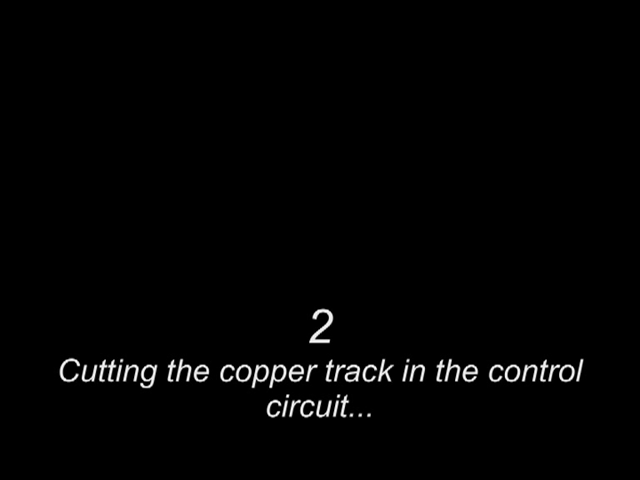 2
Cutting the copper track in the control
circuit...